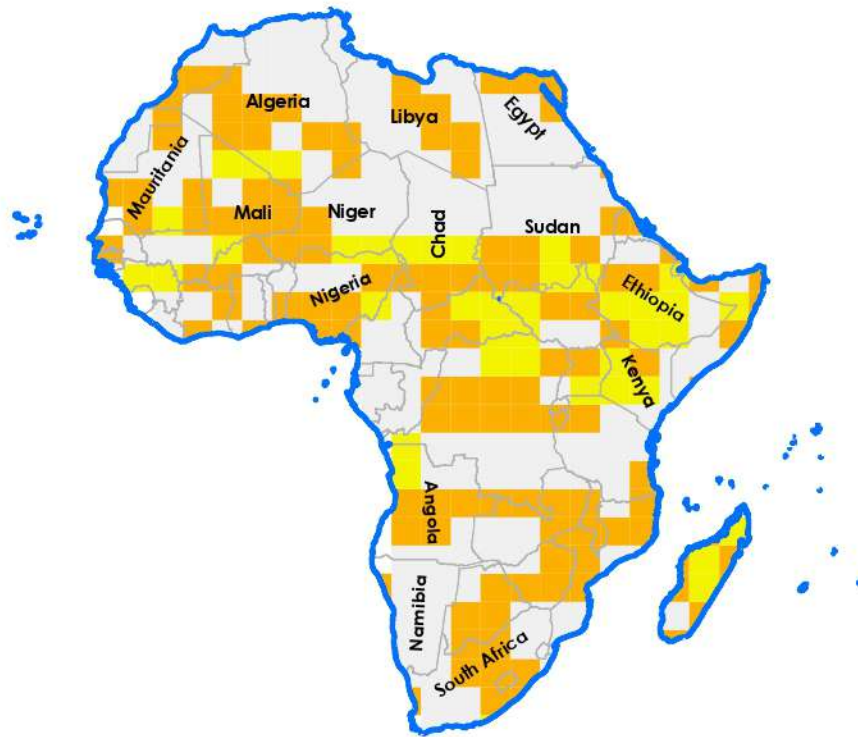 Algeria
Libya
Egypt
Mauritania
Mali
Niger
Chad
Sudan
Nigeria
Ethiopia
Kenya
Angola
Namibia
South Africa